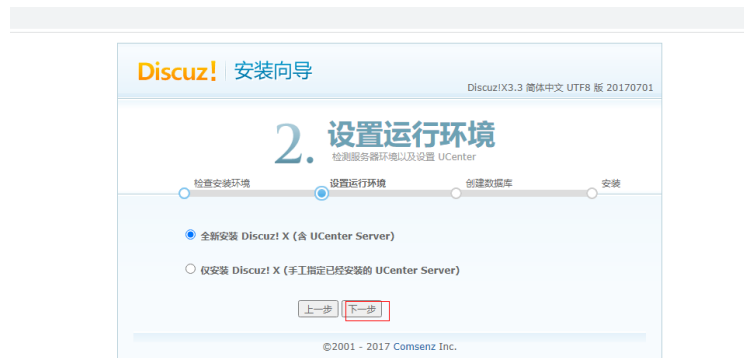 Discuz! 安装向导
Discuz!X3.3 简体中文 UTF8 版 20170701
2. 设置运行环境
检测服务器环境以及设置 UCenter
检查安装环境 设置运行环境 创建数据库 安装
全新安装 Discuz! X (含 UCenter Server)
仅安装 Discuz! X (手工指定已经安装的 UCenter Server)
上一步 下一步
©2001 - 2017 Comsenz Inc.